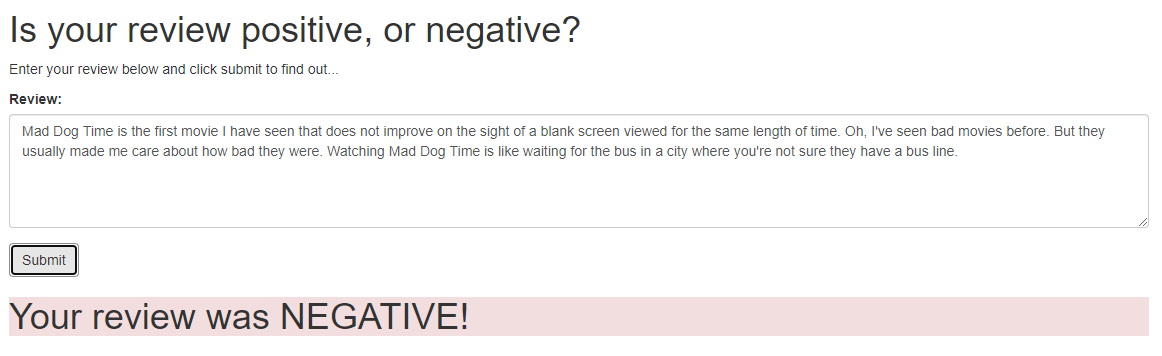 Is your review positive, or negative?
Enter your review below and click submit to find out...
Review:
Mad Dog Time is the first movie I have seen that does not improve on the sight of a blank screen viewed for the same length of time. Oh, I've seen bad movies before. But they
usually made me care about how bad they were. Watching Mad Dog Time is like waiting for the bus in a city where you're not sure they have a bus line.
Submit
Your review was NEGATIVE!